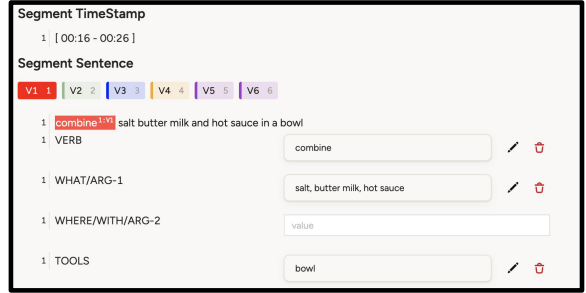 Segment TimeStamp
1 [ 00:16 - 00:26 ]
Segment Sentence
V1 1 V2 2 V3 3 V4 4 V5 5 V6 6
1 combine 1:V1 salt butter milk and hot sauce in a bowl
1 VERB combine
1 WHAT/ARG-1 salt, butter, milk, hot sauce
1 WHERE/WITH/ARG-2 value
1 TOOLS bowl